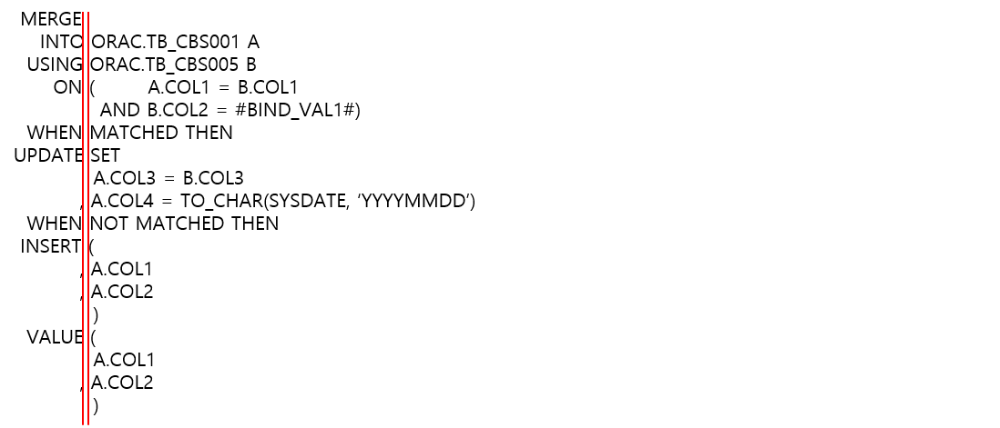 MERGE
INTO ORAC.TB_CBS001 A
USING ORAC.TB_CBS005 B
ON ( A.COL1 = B.COL1
AND B.COL2 = #BIND_VAL1#)
WHEN MATCHED THEN
UPDATE SET
A.COL3 = B.COL3
, A.COL4 = TO_CHAR(SYSDATE, ‘YYYYMMDD’)
WHEN NOT MATCHED THEN
INSERT (
, A.COL1
, A.COL2
)
VALUE (
A.COL1
, A.COL2
)